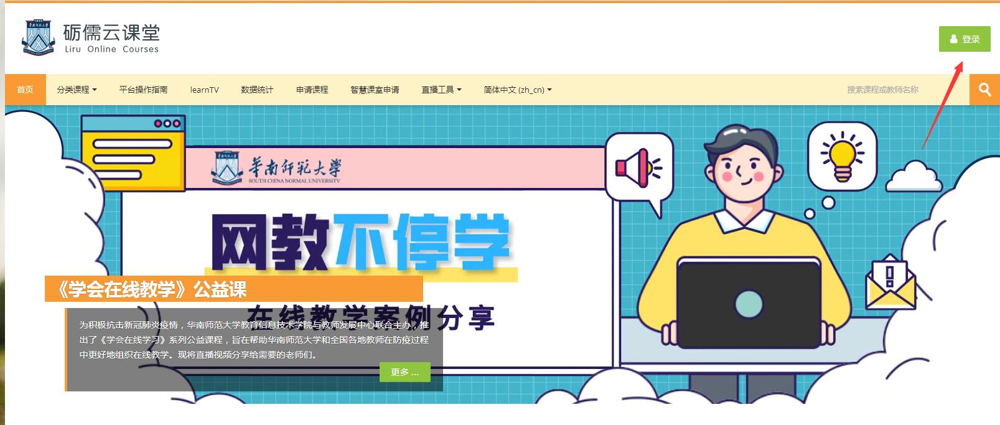 1933
华南师范大学
砺儒云课堂
Liru Online Courses
登录
首页
分类课程
平台操作指南
learnTV
数据统计
申请课程
智慧课室申请
直播工具
简体中文 (zh_cn)
搜索课程或教师名称
华南师范大学
SOUTH CHINA NORMAL UNIVERSITY
网教不停学
《学会在线教学》公益课
在线教学案例分享
为积极抗击新冠肺炎疫情，华南师范大学教育信息技术学院与教师发展中心联合主办，推
出了《学会在线学习》系列公益课程，旨在帮助华南师范大学和全国各地教师在防疫过程
中更好地组织在线教学。现将直播视频分享给需要的老师们。
更多 ...